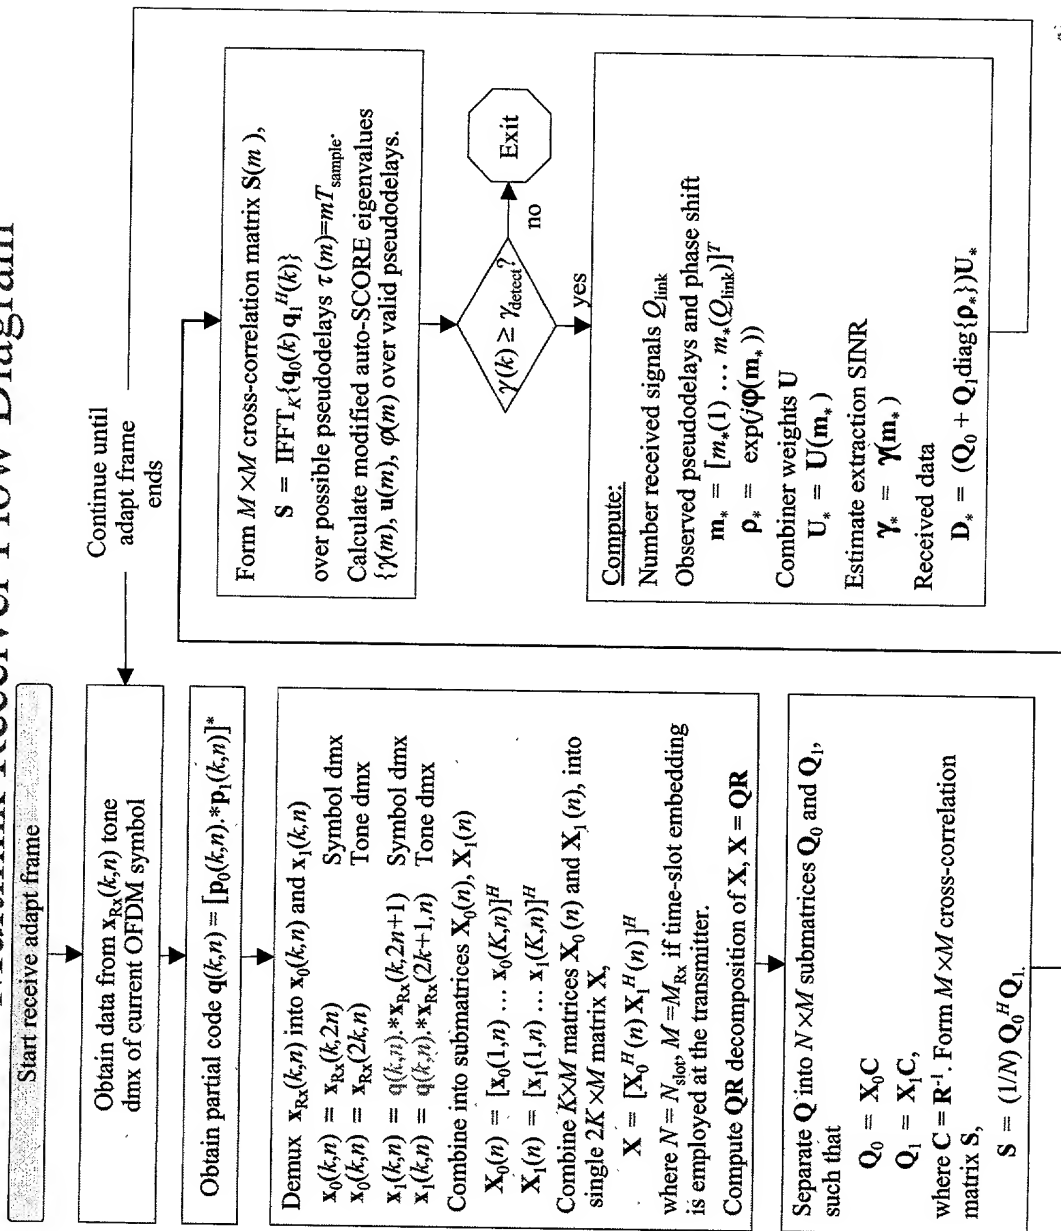 Receiver Flow Diagram
Start receive adapt frame
Continue until
adapt frame
ends
Obtain data from x_Rx(k,n) tone
dmx of current OFDM symbol
Obtain partial code q(k,n) = [p_0(k,n).*p_1(k,n)]*
Demux x_Rx(k,n) into x_0(k,n) and x_1(k,n)
x_0(k,n) = x_Rx(k,2n) Symbol dmx
x_0(k,n) = x_Rx(2k,n) Tone dmx
x_1(k,n) = q(k,n).*x_Rx(k,2n+1) Symbol dmx
x_1(k,n) = q(k,n).*x_Rx(2k+1,n) Tone dmx
Combine into submatrices X_0(n), X_1(n)
X_0(n) = [x_0(1,n) … x_0(K,n)]^H
X_1(n) = [x_1(1,n) … x_1(K,n)]^H
Combine K×M matrices X_0(n) and X_1(n), into
single 2K×M matrix X,
X = [X_0^H(n) X_1^H(n)]^H
where N = N_slot, M = M_Rx if time-slot embedding
is employed at the transmitter.
Compute QR decomposition of X, X = QR
Separate Q into N×M submatrices Q_0 and Q_1,
such that
Q_0 = X_0C
Q_1 = X_1C,
where C = R^-1. Form M×M cross-correlation
matrix S,
S = (1/N) Q_0^H Q_1.
Form M×M cross-correlation matrix S(m),
S = IFFT_K{q_0(k) q_1^H(k)}
over possible pseudodelays τ(m)=mT_sample.
Calculate modified auto-SCORE eigenvalues
{γ(m), u(m), φ(m) over valid pseudodelays.
γ(k) ≥ γ_detect?
no
Exit
yes
Compute:
Number received signals Q_link
Observed pseudodelays and phase shift
m_* = [m_*(1) … m_*(Q_link)]^T
ρ_* = exp(jφ(m_*))
Combiner weights U
U_* = U(m_*)
Estimate extraction SINR
γ_* = γ(m_*)
Received data
D_* = (Q_0 + Q_1diag{ρ_*})U_*